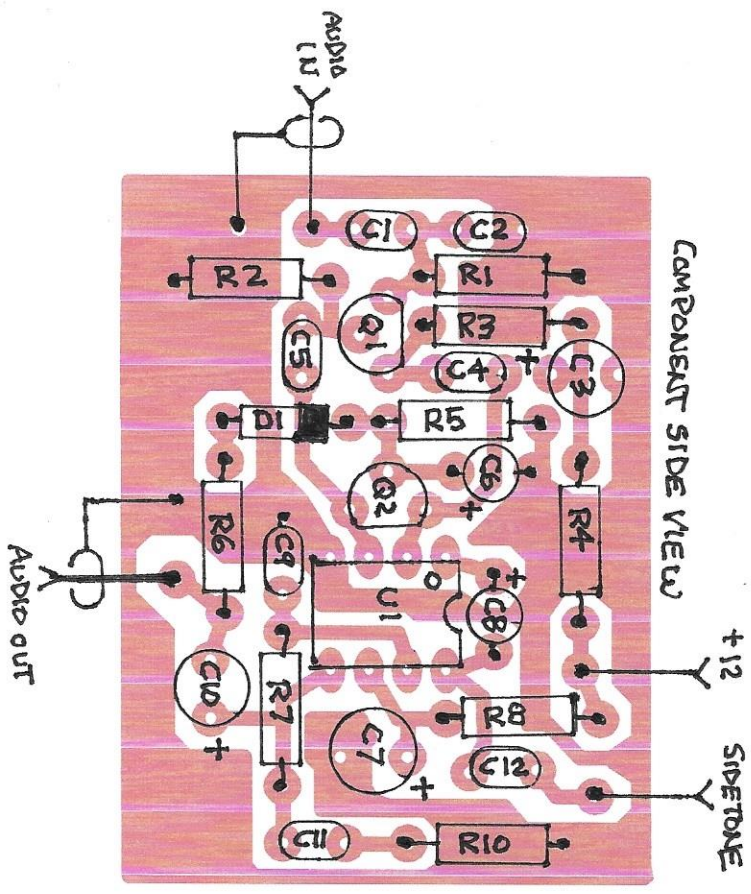 AUDIO
IN
COMPONENT SIDE VIEW
C1
C2
R2
R1
R3
Q1
C5
C4
+
C3
D1
R5
C6
+
Q2
R4
R6
C9
U1
+
C8
AUDIO OUT
+12
C10
+
R7
R8
C7
+
C12
SIDETONE
C11
R10